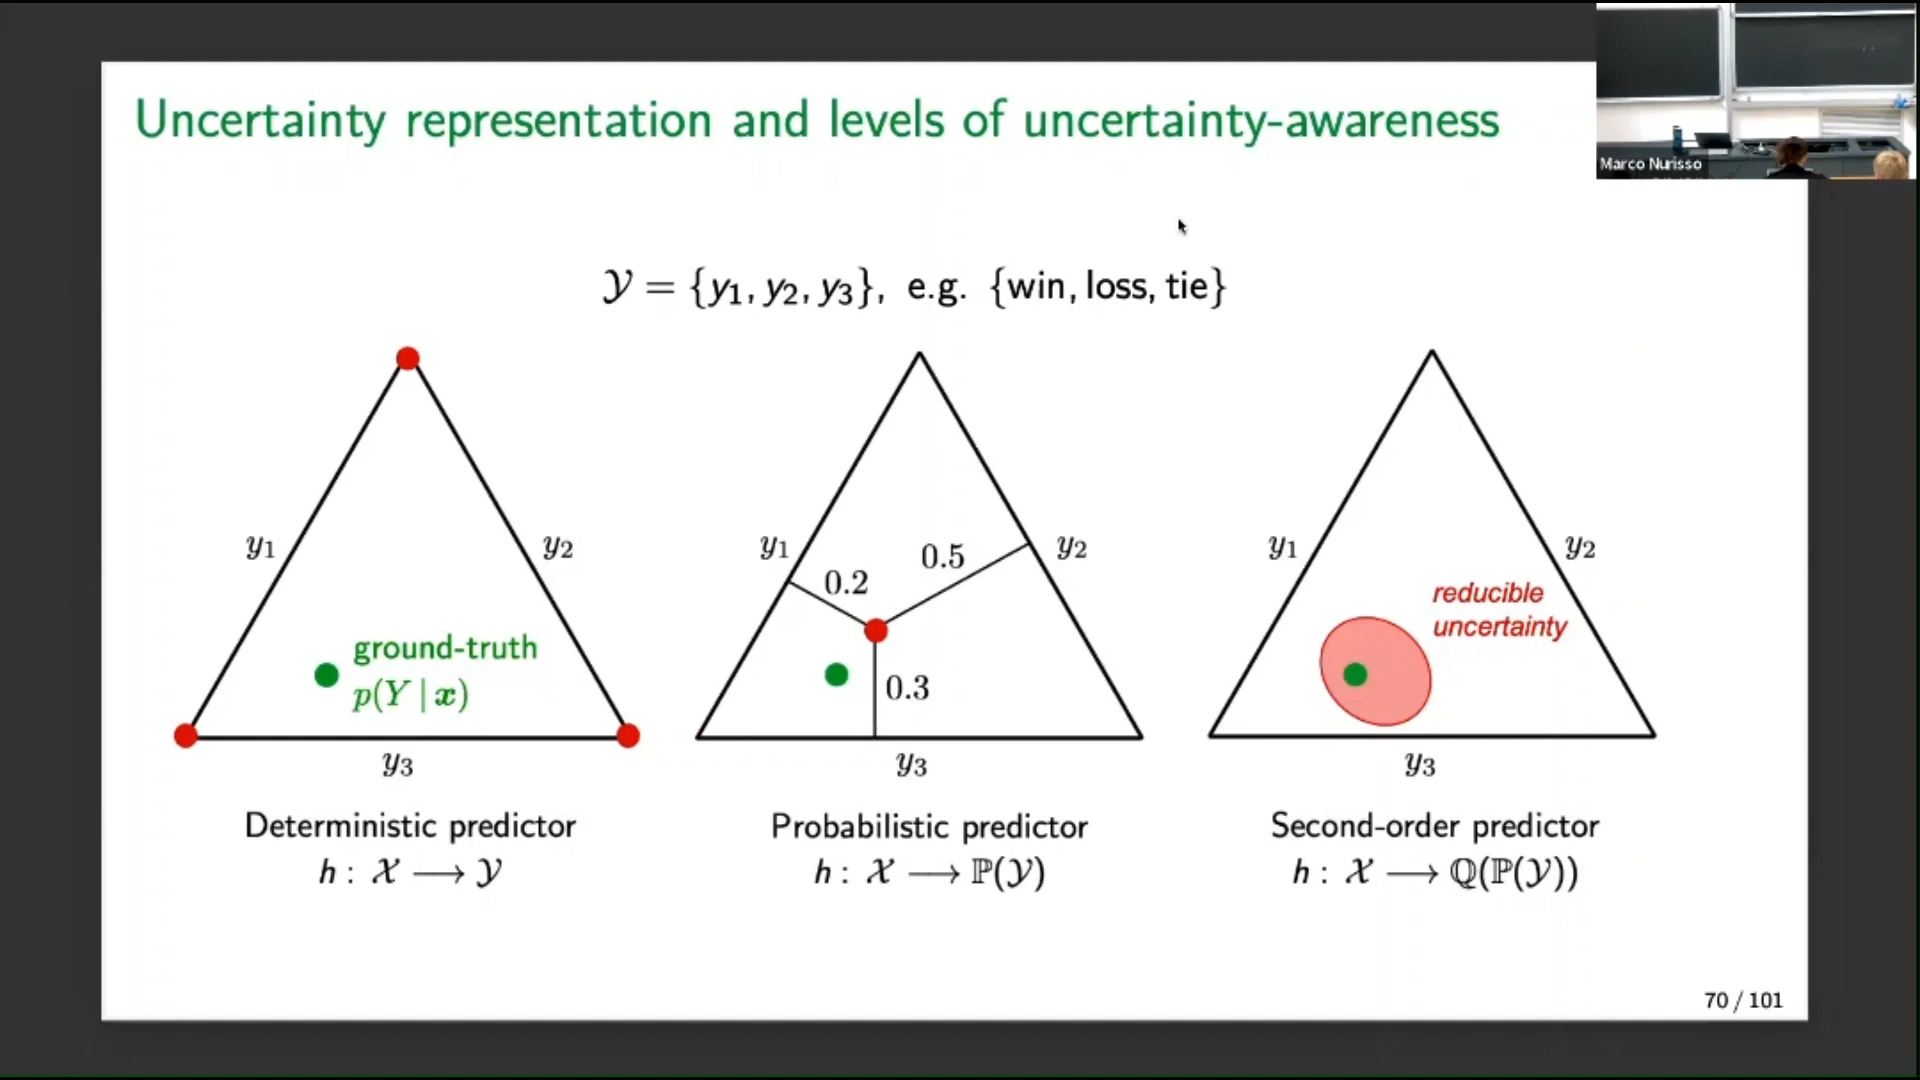 Uncertainty representation and levels of uncertainty-awareness
Marco Nurisso
𝒴 = {y₁, y₂, y₃}, e.g. {win, loss, tie}
y₁
y₂
ground-truth
p(Y | x)
y₃
Deterministic predictor
h : 𝒳 ⟶ 𝒴
y₁
0.2
0.5
y₂
0.3
y₃
Probabilistic predictor
h : 𝒳 ⟶ ℙ(𝒴)
y₁
y₂
reducible
uncertainty
y₃
Second-order predictor
h : 𝒳 ⟶ ℚ(ℙ(𝒴))
70 / 101